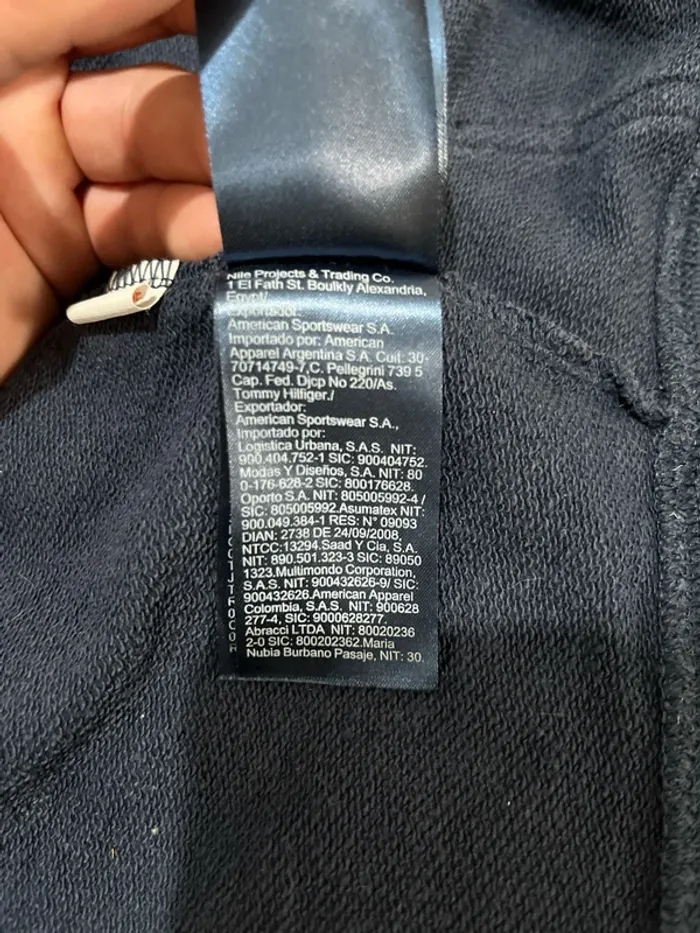 Nile Projects & Trading Co.
1 El Fath St. Boulkly Alexandria,
Egypt/
Exportador:
American Sportswear S.A.
Importado por: American
Apparel Argentina S.A. Cuit: 30-
70714749-7,C. Pellegrini 739 5
Cap. Fed. Djcp No 220/As.
Tommy Hilfiger./
Exportador:
American Sportswear S.A.,
Importado por:
Logistica Urbana, S.A.S. NIT:
900.404.752-1 SIC: 900404752.
Modas Y Diseños, S.A. NIT: 80
0-176-628-2 SIC: 800176628.
Oporto S.A. NIT: 805005992-4 /
SIC: 805005992.Asumatex NIT:
900.049.384-1 RES: N° 09093
DIAN: 2738 DE 24/09/2008,
NTCC:13294.Saad Y Cia, S.A.
NIT: 890.501.323-3 SIC: 89050
1323.Multimondo Corporation,
S.A.S. NIT: 900432626-9/ SIC:
900432626.American Apparel
Colombia, S.A.S. NIT: 900628
277-4, SIC: 9000628277.
Abracci LTDA NIT: 80020236
2-0 SIC: 800202362.Maria
Nubia Burbano Pasaje, NIT: 30.